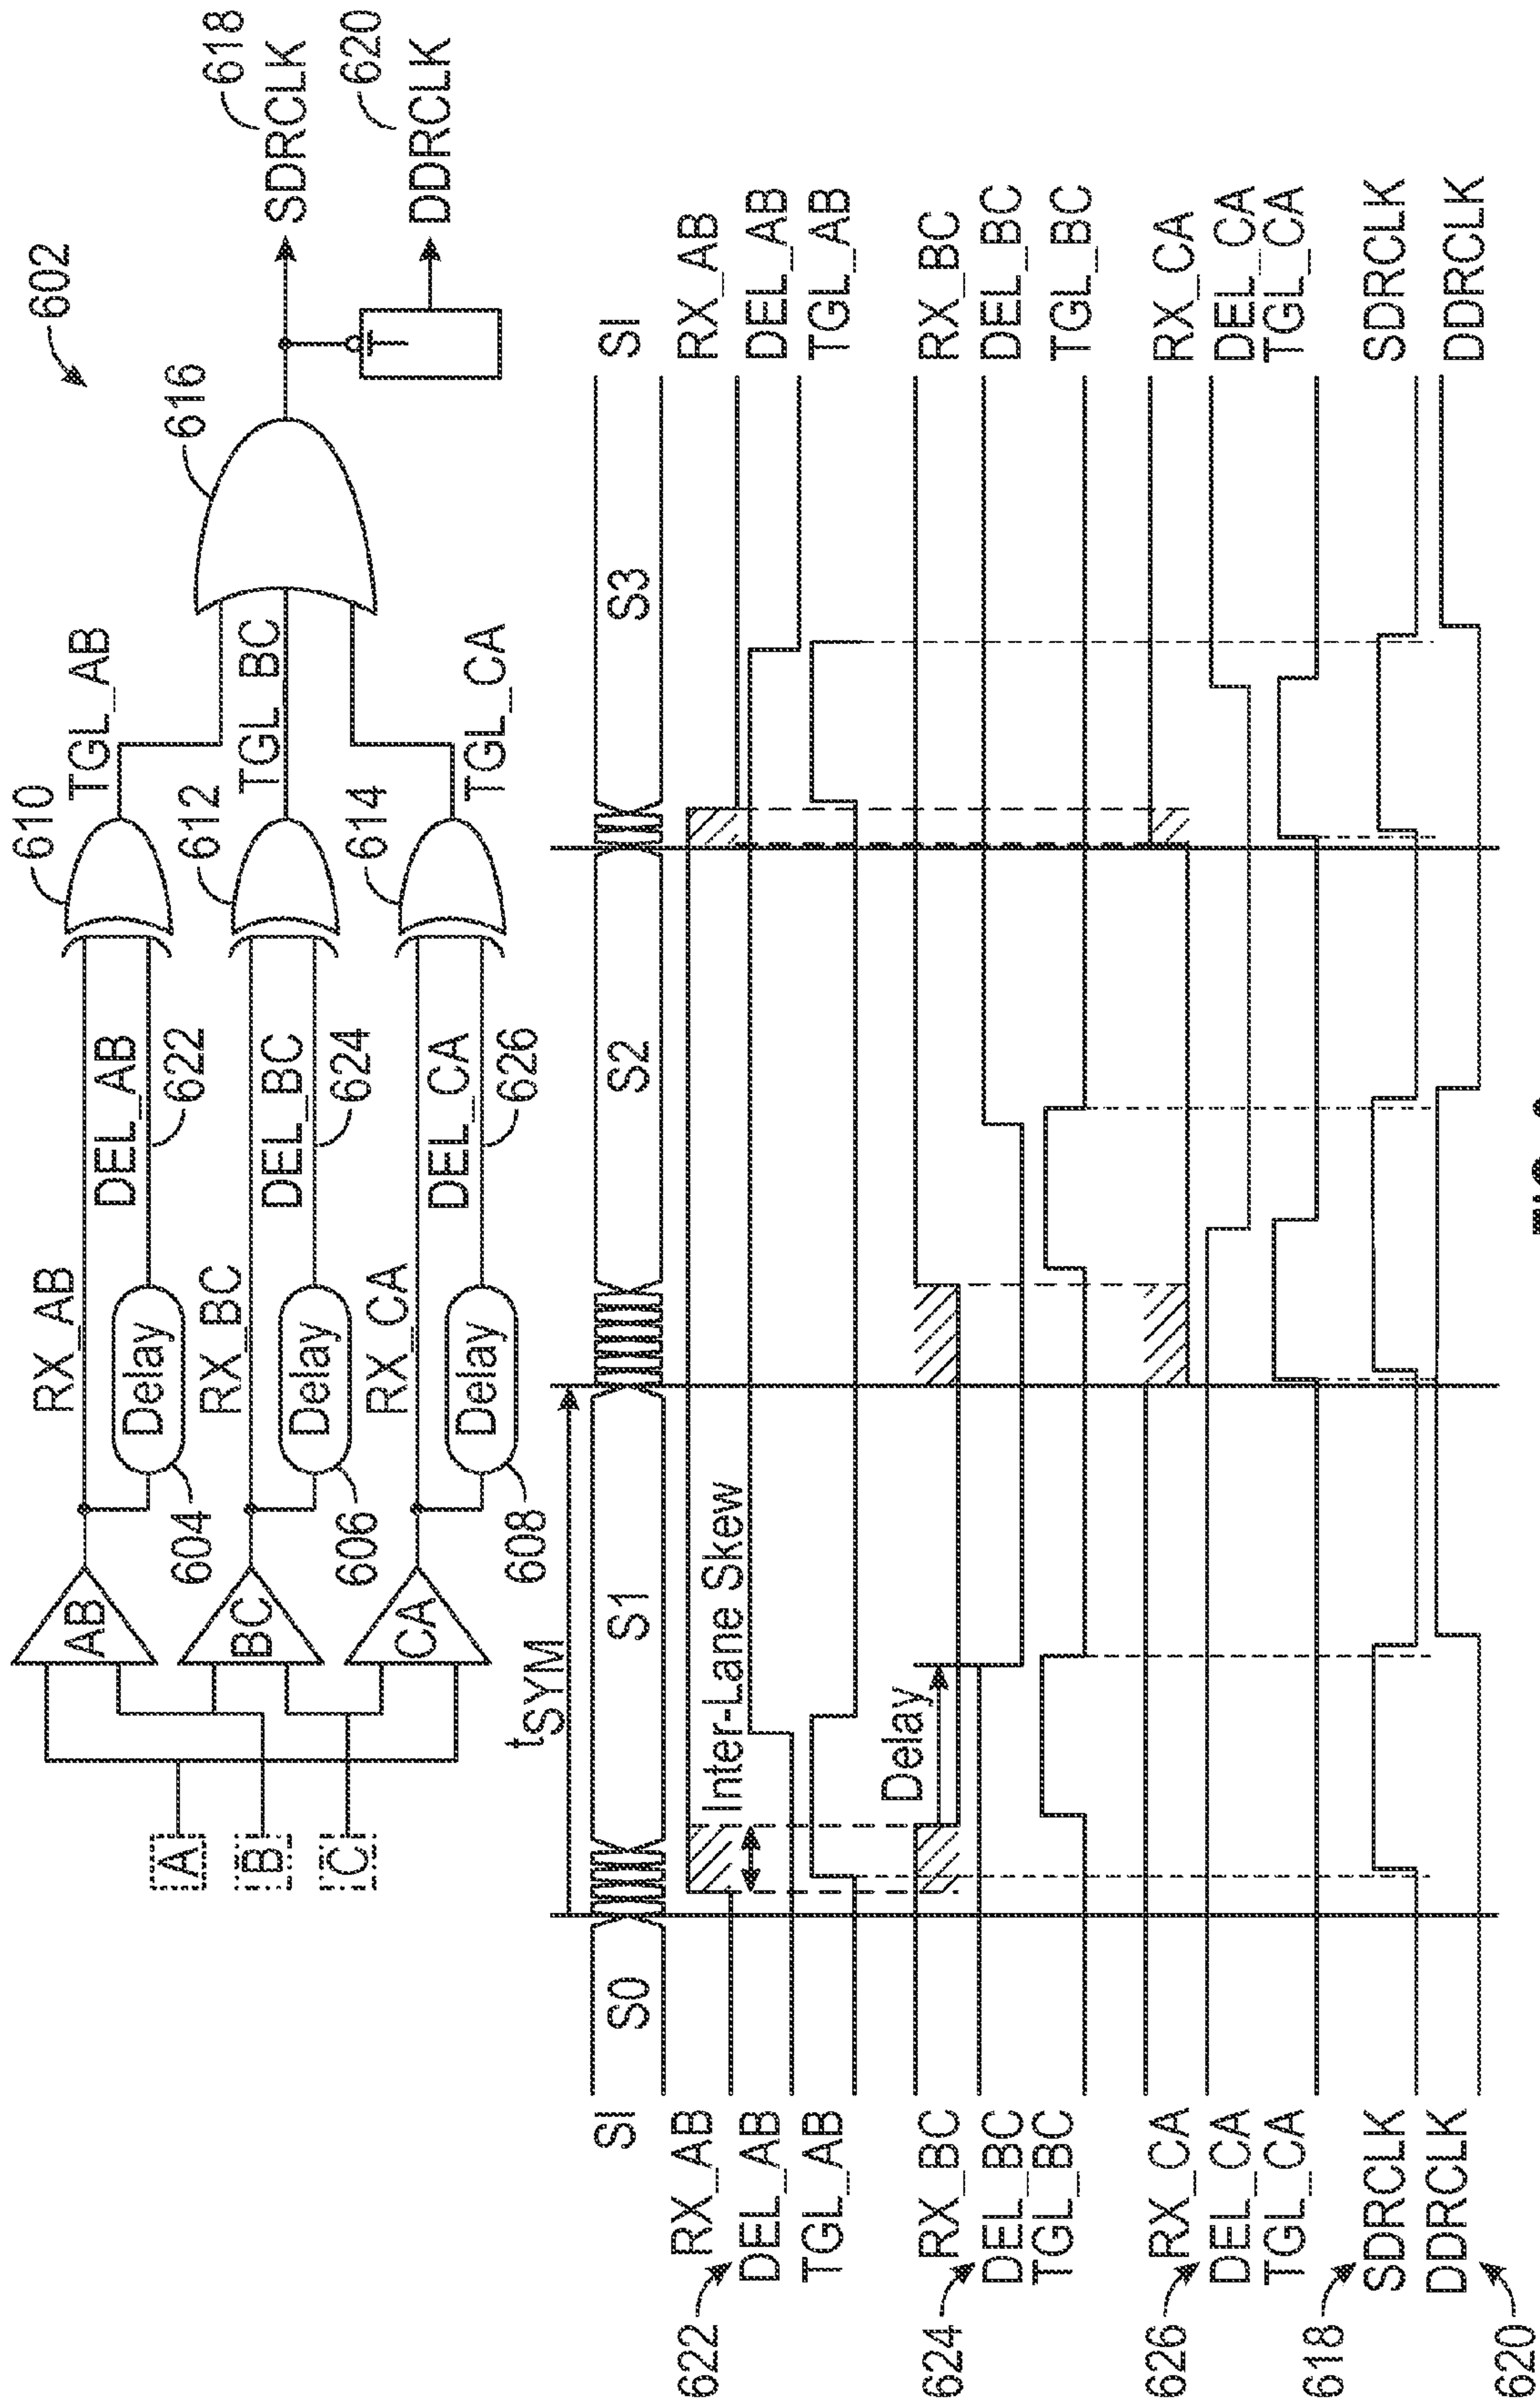 602
RX_AB
610
TGL_AB
AB
604
Delay
DEL_AB
622
A
RX_BC
612
616
618
SDRCLK
B
BC
606
Delay
DEL_BC
624
TGL_BC
620
DDRCLK
C
RX_CA
614
CA
608
Delay
DEL_CA
626
TGL_CA
tSYM
SI
S0
S1
S2
S3
SI
622
RX_AB
DEL_AB
TGL_AB
Inter-Lane Skew
RX_AB
DEL_AB
TGL_AB
624
RX_BC
DEL_BC
TGL_BC
Delay
RX_BC
DEL_BC
TGL_BC
626
RX_CA
DEL_CA
TGL_CA
RX_CA
DEL_CA
TGL_CA
618
SDRCLK
DDRCLK
620
SDRCLK
DDRCLK